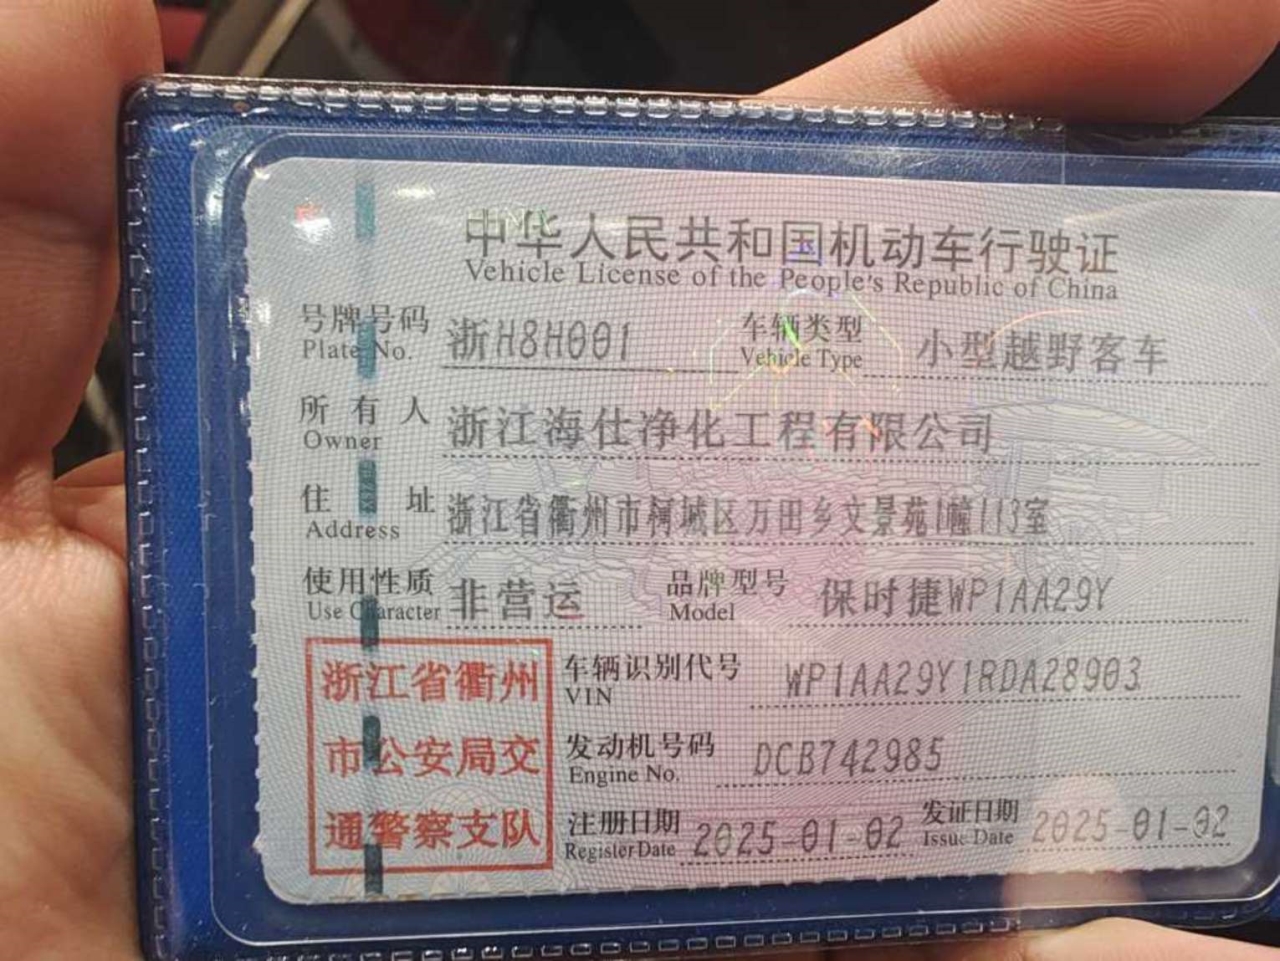 中华人民共和国机动车行驶证
Vehicle License of the People's Republic of China
号牌号码 浙H8H001 车辆类型 小型越野客车
Plate No. Vehicle Type
所有人 浙江海仕净化工程有限公司
Owner
住址 浙江省衢州市柯城区万田乡文景苑1幢113室
Address
使用性质 非营运 品牌型号 保时捷WP1AA29Y
Use Character Model
浙江省衢州
市公安局交
通警察支队
车辆识别代号 WP1AA29Y1RDA28903
VIN
发动机号码 DCB742985
Engine No.
注册日期 2025-01-02 发证日期 2025-01-02
Register Date Issue Date